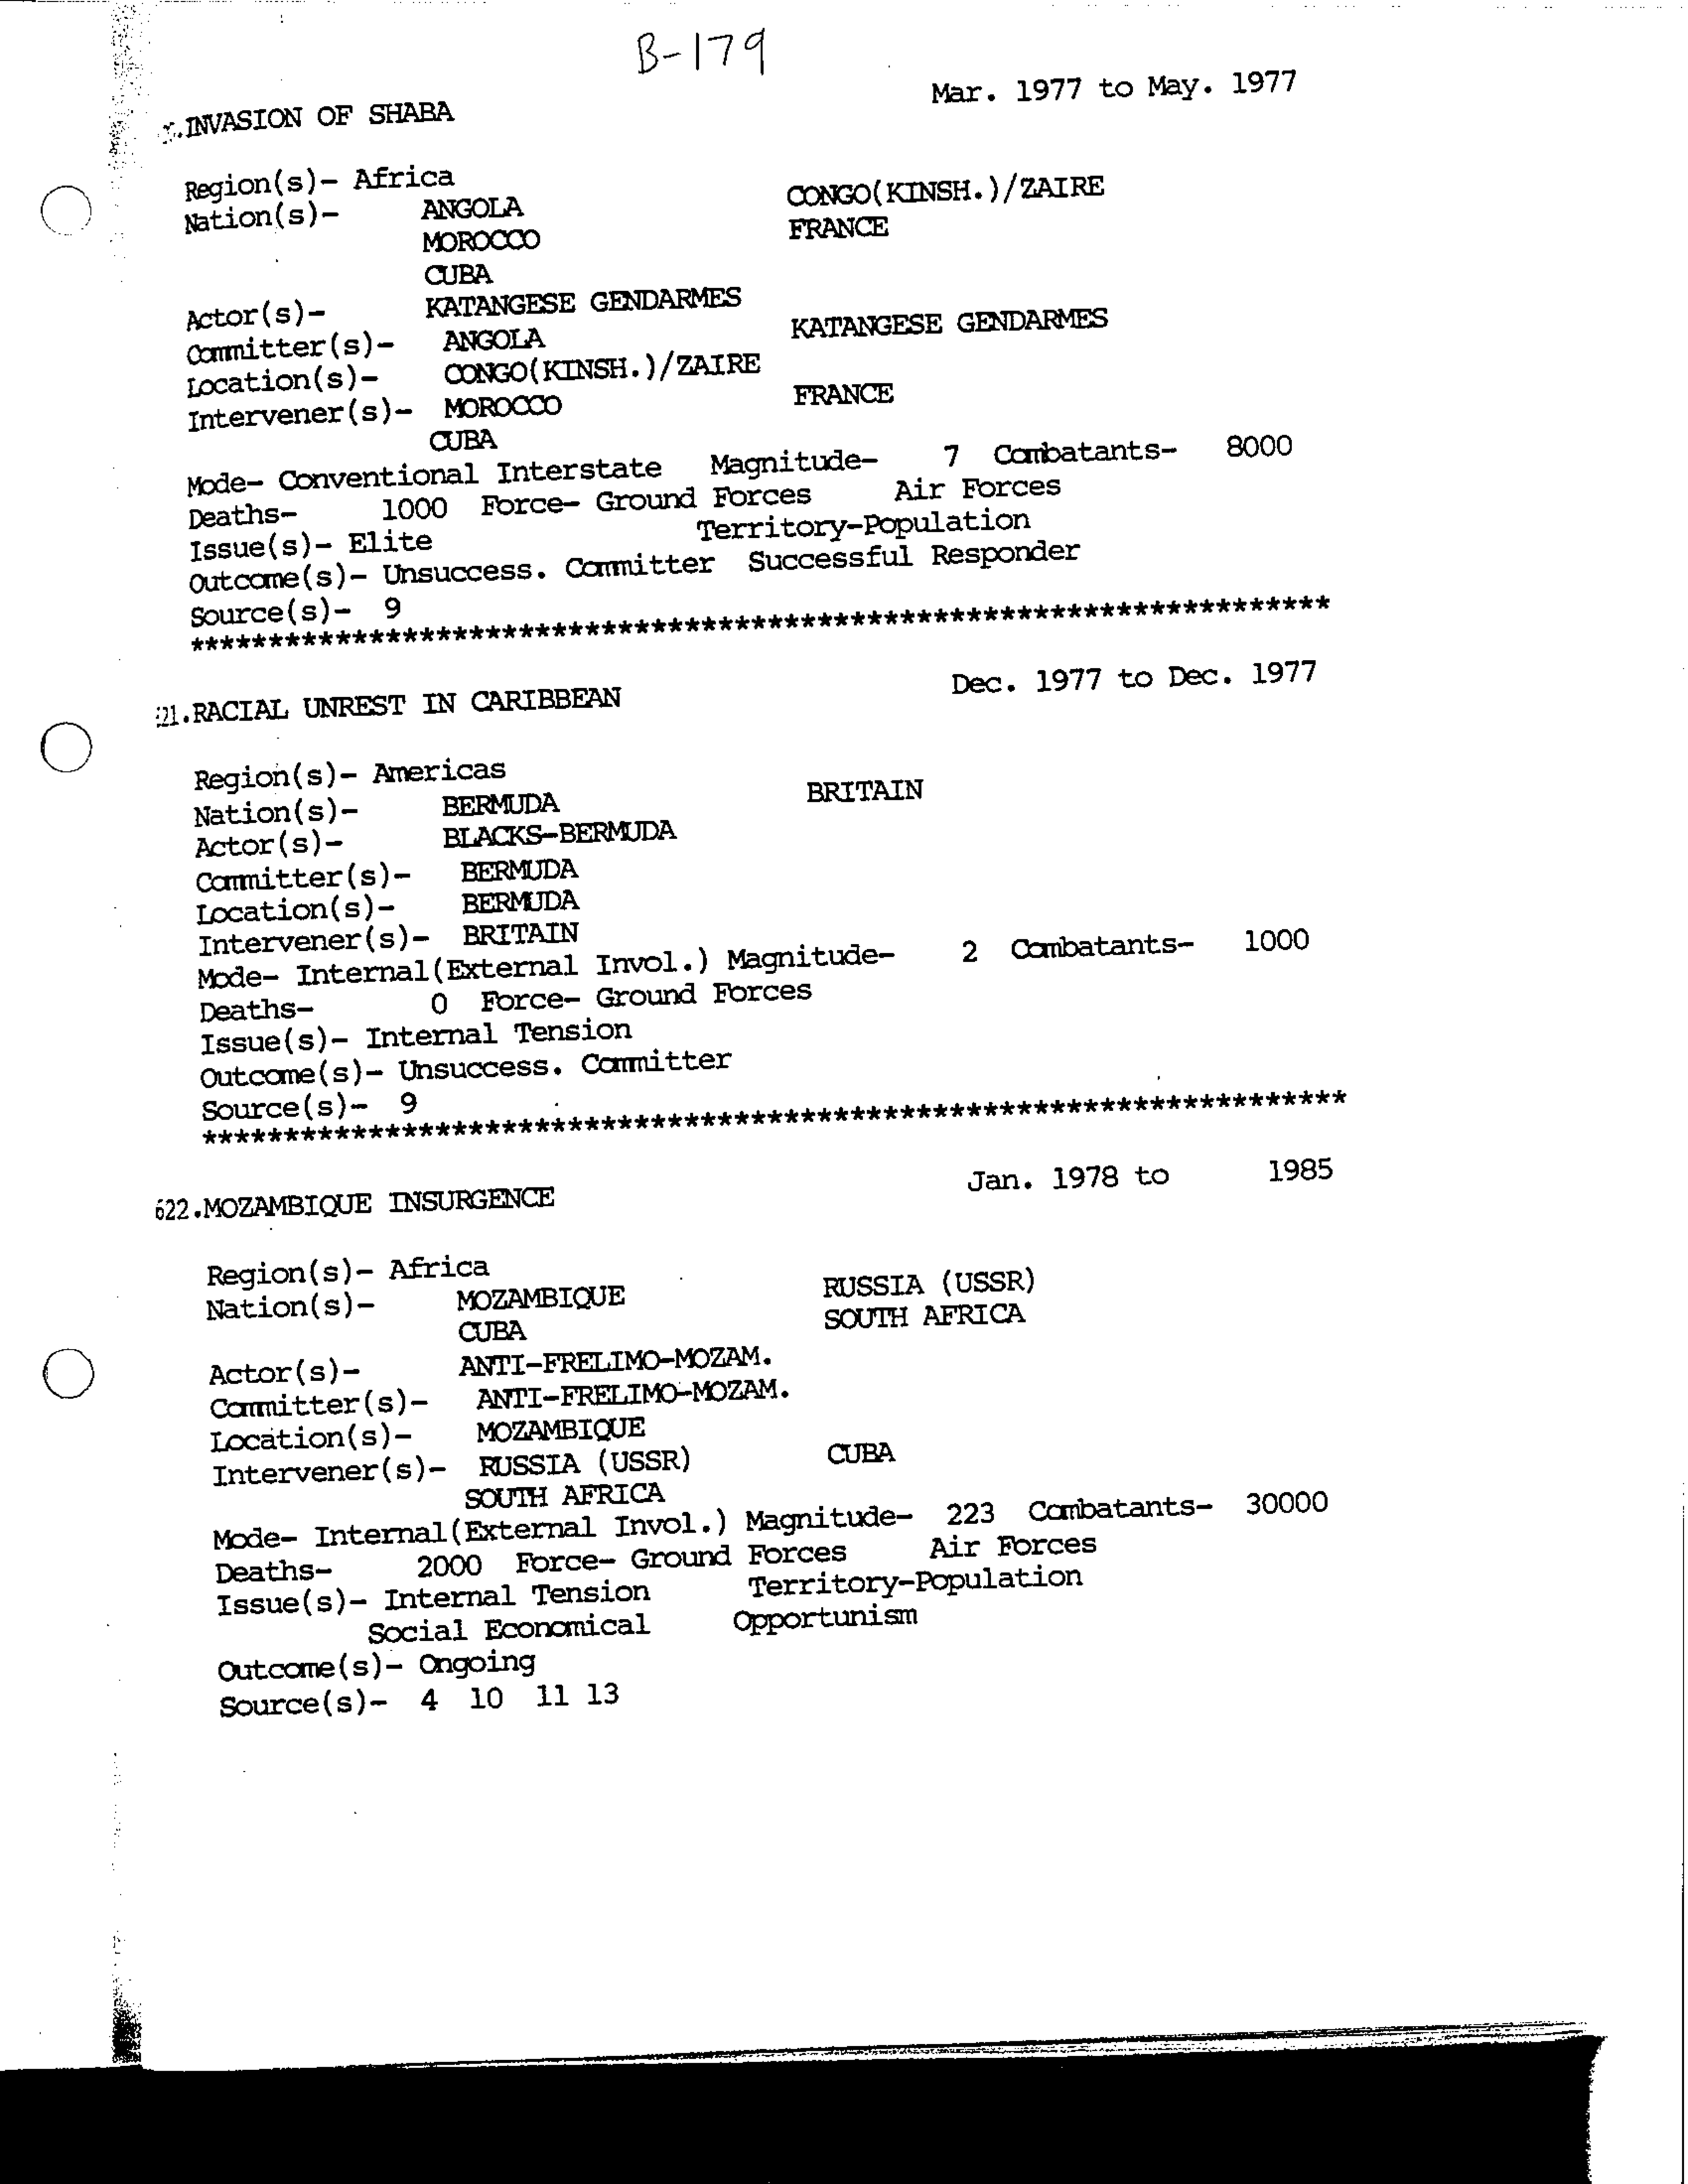 B-179
Mar. 1977 to May. 1977
.INVASION OF SHABA
Region(s)- Africa
Nation(s)- ANGOLA CONGO(KINSH.)/ZAIRE
MOROCCO FRANCE
CUBA
Actor(s)- KATANGESE GENDARMES
Committer(s)- ANGOLA KATANGESE GENDARMES
Location(s)- CONGO(KINSH.)/ZAIRE
Intervener(s)- MOROCCO FRANCE
CUBA
Mode- Conventional Interstate Magnitude- 7 Combatants- 8000
Deaths- 1000 Force- Ground Forces Air Forces
Issue(s)- Elite Territory-Population
Outcome(s)- Unsuccess. Committer Successful Responder
Source(s)- 9
***********************************************************************
Dec. 1977 to Dec. 1977
21.RACIAL UNREST IN CARIBBEAN
Region(s)- Americas
Nation(s)- BERMUDA BRITAIN
Actor(s)- BLACKS-BERMUDA
Committer(s)- BERMUDA
Location(s)- BERMUDA
Intervener(s)- BRITAIN
Mode- Internal(External Invol.) Magnitude- 2 Combatants- 1000
Deaths- 0 Force- Ground Forces
Issue(s)- Internal Tension
Outcome(s)- Unsuccess. Committer
Source(s)- 9
***********************************************************************
Jan. 1978 to 1985
622.MOZAMBIQUE INSURGENCE
Region(s)- Africa
Nation(s)- MOZAMBIQUE RUSSIA (USSR)
CUBA SOUTH AFRICA
Actor(s)- ANTI-FRELIMO-MOZAM.
Committer(s)- ANTI-FRELIMO-MOZAM.
Location(s)- MOZAMBIQUE
Intervener(s)- RUSSIA (USSR) CUBA
SOUTH AFRICA
Mode- Internal(External Invol.) Magnitude- 223 Combatants- 30000
Deaths- 2000 Force- Ground Forces Air Forces
Issue(s)- Internal Tension Territory-Population
Social Economical Opportunism
Outcome(s)- Ongoing
Source(s)- 4 10 11 13